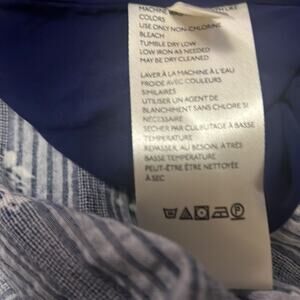 MACHINE
LIKE
COLORS
USE ONLY NON-CHLORINE
BLEACH
TUMBLE DRY LOW
LOW IRON AS NEEDED
MAY BE DRY CLEANED
LAVER À LA MACHINE À L'EAU
FROIDE AVEC COULEURS
SIMILAIRES
UTILISER UN AGENT DE
BLANCHIMENT SANS CHLORE SI
NÉCESSAIRE
SÉCHER PAR CULBUTAGE À BASSE
TEMPÉRATURE
REPASSER, AU BESOIN, À TRÈS
BASSE TEMPÉRATURE
PEUT-ÊTRE ÊTRE NETTOYÉE
À SEC